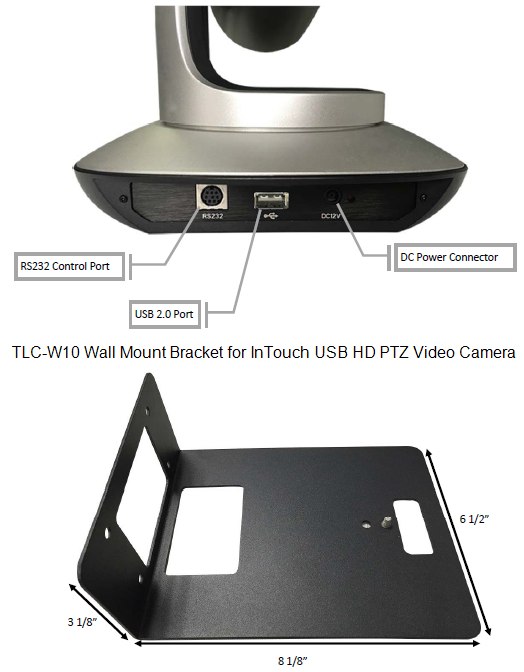 RS232
DC12V
RS232 Control Port
DC Power Connector
USB 2.0 Port
TLC-W10 Wall Mount Bracket for InTouch USB HD PTZ Video Camera
6 1/2”
3 1/8”
8 1/8”